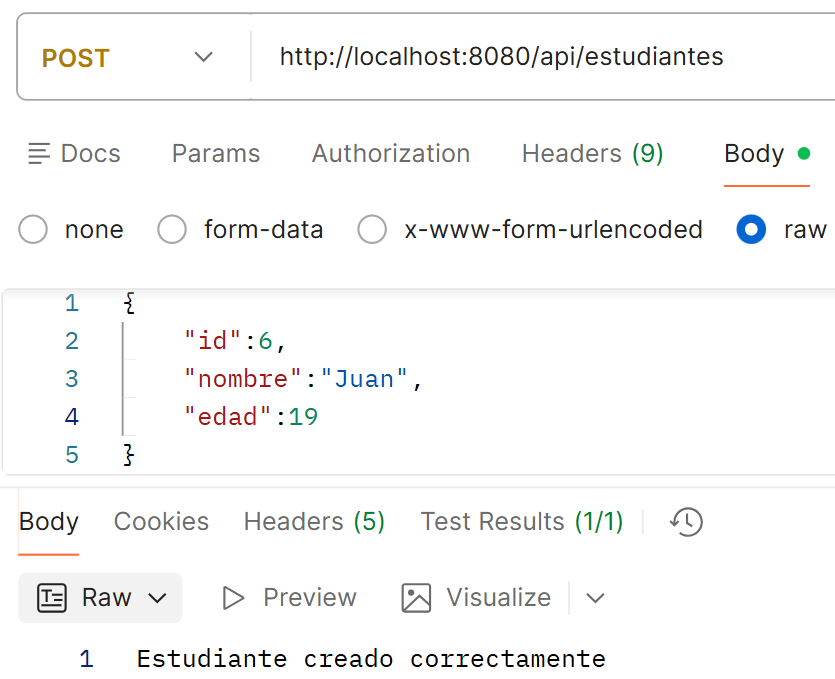 POST http://localhost:8080/api/estudiantes
Docs Params Authorization Headers (9) Body
none form-data x-www-form-urlencoded raw
1 {
2 "id":6,
3 "nombre":"Juan",
4 "edad":19
5 }
Body Cookies Headers (5) Test Results (1/1)
Raw Preview Visualize
1 Estudiante creado correctamente